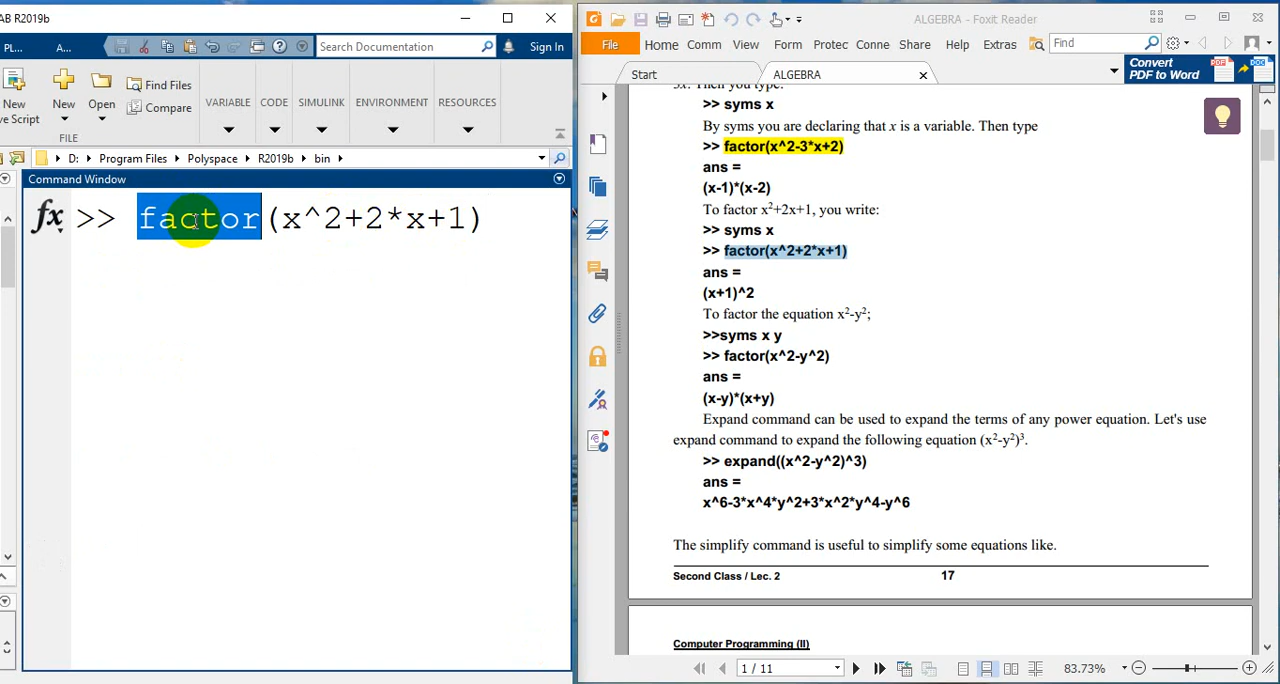 AB R2019b
PL...
A...
Search Documentation
Sign In
New
ve Script
New
Open
Find Files
Compare
VARIABLE
CODE
SIMULINK
ENVIRONMENT
RESOURCES
FILE
D:
Program Files
Polyspace
R2019b
bin
Command Window
fx >> factor(x^2+2*x+1)
ALGEBRA - Foxit Reader
File
Home
Comm
View
Form
Protec
Conne
Share
Help
Extras
Find
Start
ALGEBRA
Convert
PDF to Word
3x. Then you type:
>> syms x
By syms you are declaring that x is a variable. Then type
>> factor(x^2-3*x+2)
ans =
(x-1)*(x-2)
To factor x²+2x+1, you write:
>> syms x
>> factor(x^2+2*x+1)
ans =
(x+1)^2
To factor the equation x²-y²;
>>syms x y
>> factor(x^2-y^2)
ans =
(x-y)*(x+y)
Expand command can be used to expand the terms of any power equation. Let's use
expand command to expand the following equation (x²-y²)³.
>> expand((x^2-y^2)^3)
ans =
x^6-3*x^4*y^2+3*x^2*y^4-y^6
The simplify command is useful to simplify some equations like.
Second Class / Lec. 2
17
Computer Programming (II)
1 / 11
83.73%